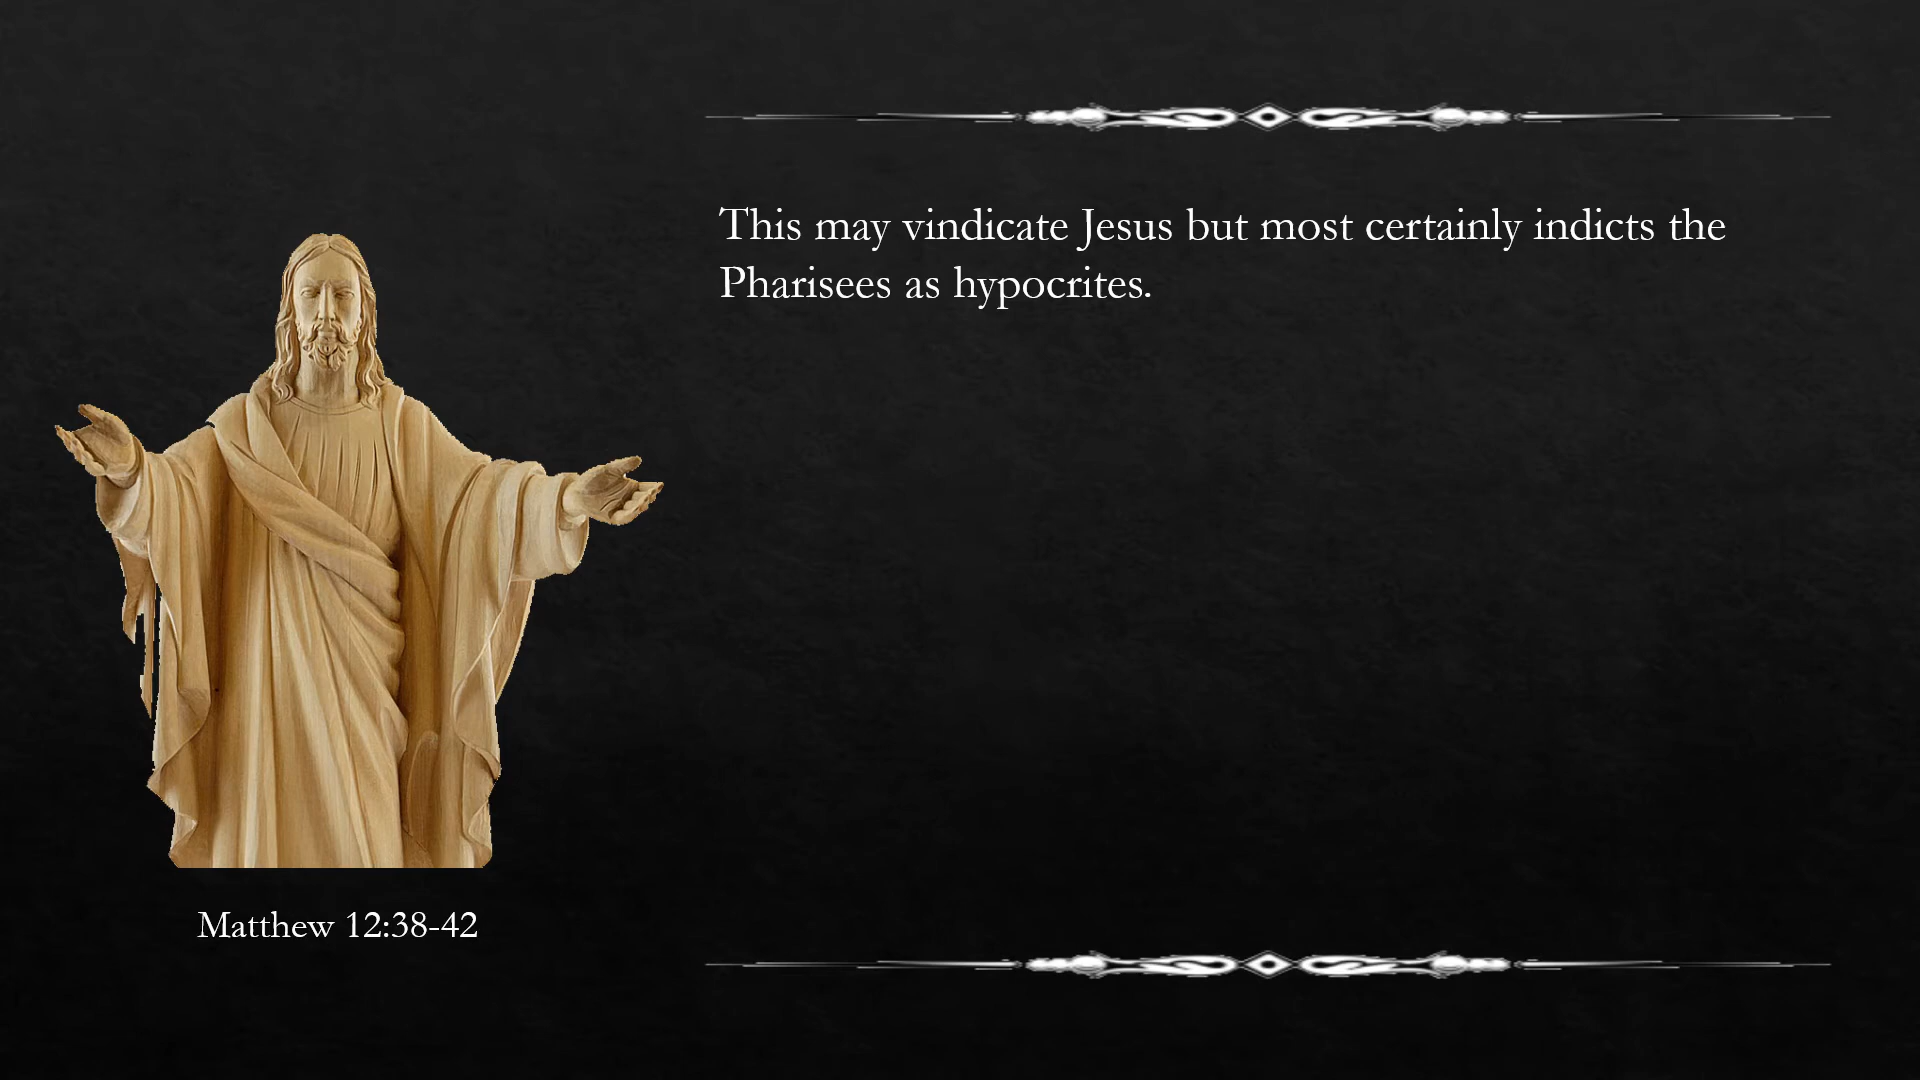 This may vindicate Jesus but most certainly indicts the
Pharisees as hypocrites.
Matthew 12:38-42